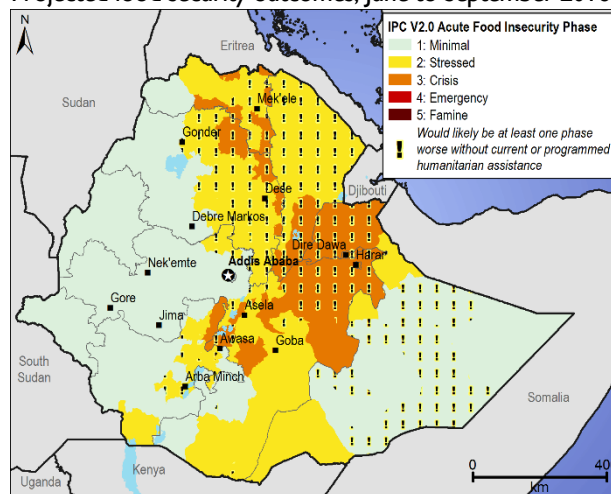 Projected food security outcomes, June to September 2016
N
IPC V2.0 Acute Food Insecurity Phase
1: Minimal
2: Stressed
3: Crisis
4: Emergency
5: Famine
! Would likely be at least one phase
worse without current or programmed
humanitarian assistance
Eritrea
Sudan
Mek'ele
Gonder
Djibouti
Dese
Debre Markos
Dire Dawa
Harar
Addis Ababa
Nek'emte
Gore
Asela
Jima
Awasa
Goba
South
Sudan
Arba Minch
Somalia
Kenya
Uganda
0 40
km